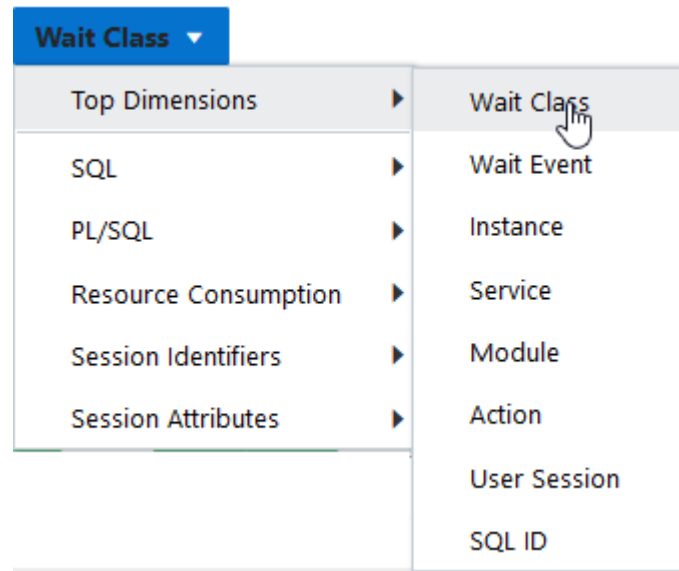 Wait Class
Top Dimensions
SQL
PL/SQL
Resource Consumption
Session Identifiers
Session Attributes
Wait Class
Wait Event
Instance
Service
Module
Action
User Session
SQL ID